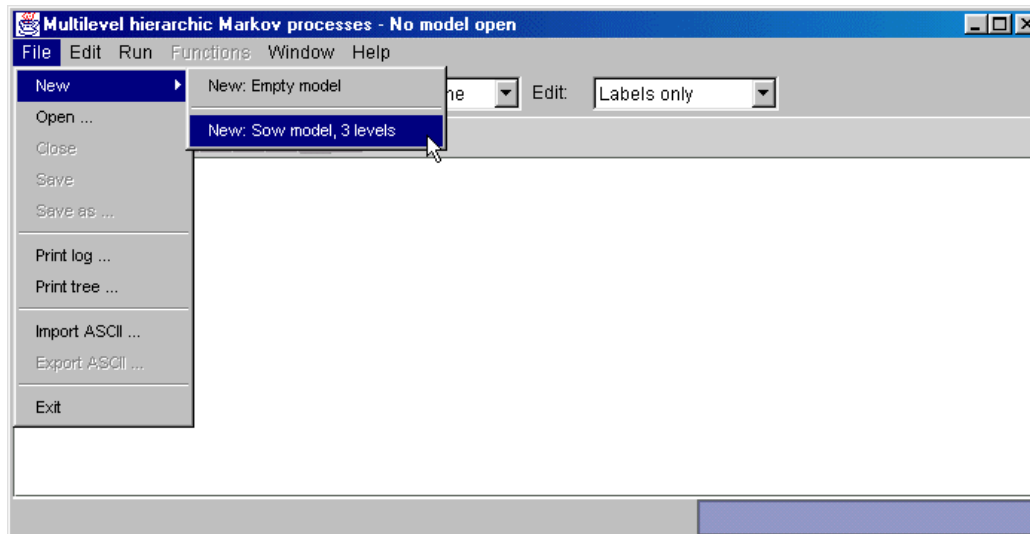 Multilevel hierarchic Markov processes - No model open
File Edit Run Functions Window Help
New New: Empty model Edit: Labels only
Open ... New: Sow model, 3 levels
Close
Save
Save as ...
Print log ...
Print tree ...
Import ASCII ...
Export ASCII ...
Exit